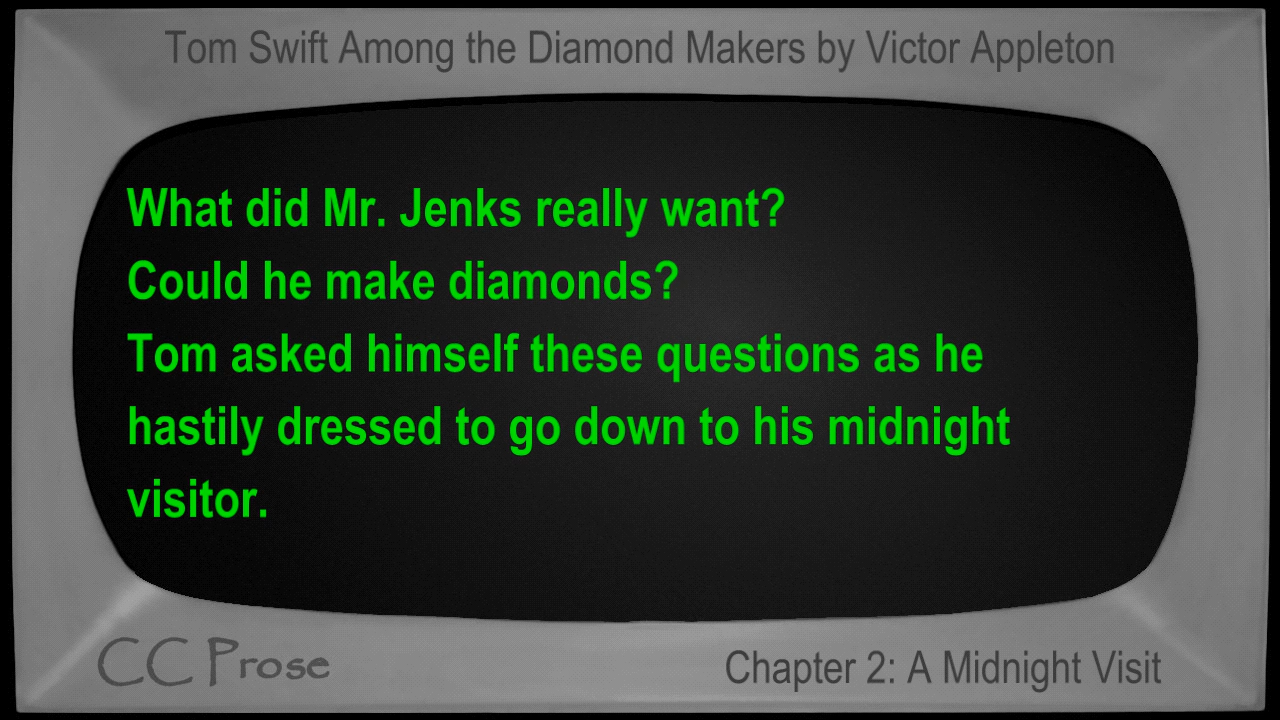 Tom Swift Among the Diamond Makers by Victor Appleton
What did Mr. Jenks really want?
Could he make diamonds?
Tom asked himself these questions as he
hastily dressed to go down to his midnight
visitor.
CC Prose
Chapter 2: A Midnight Visit